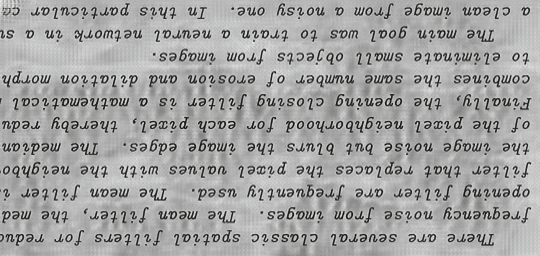 There are several classic spatial filters for reduc
frequency noise from images. The mean filter, the med
opening filter are frequently used. The mean filter i
filter that replaces the pixel values with the neighbo
the image noise but blurs the image edges. The median
of the pixel neighborhood for each pixel, thereby redu
Finally, the opening closing filter is a mathematical
combines the same number of erosion and dilation morph
to eliminate small objects from images.
The main goal was to train a neural network in a su
a clean image from a noisy one. In this particular ca